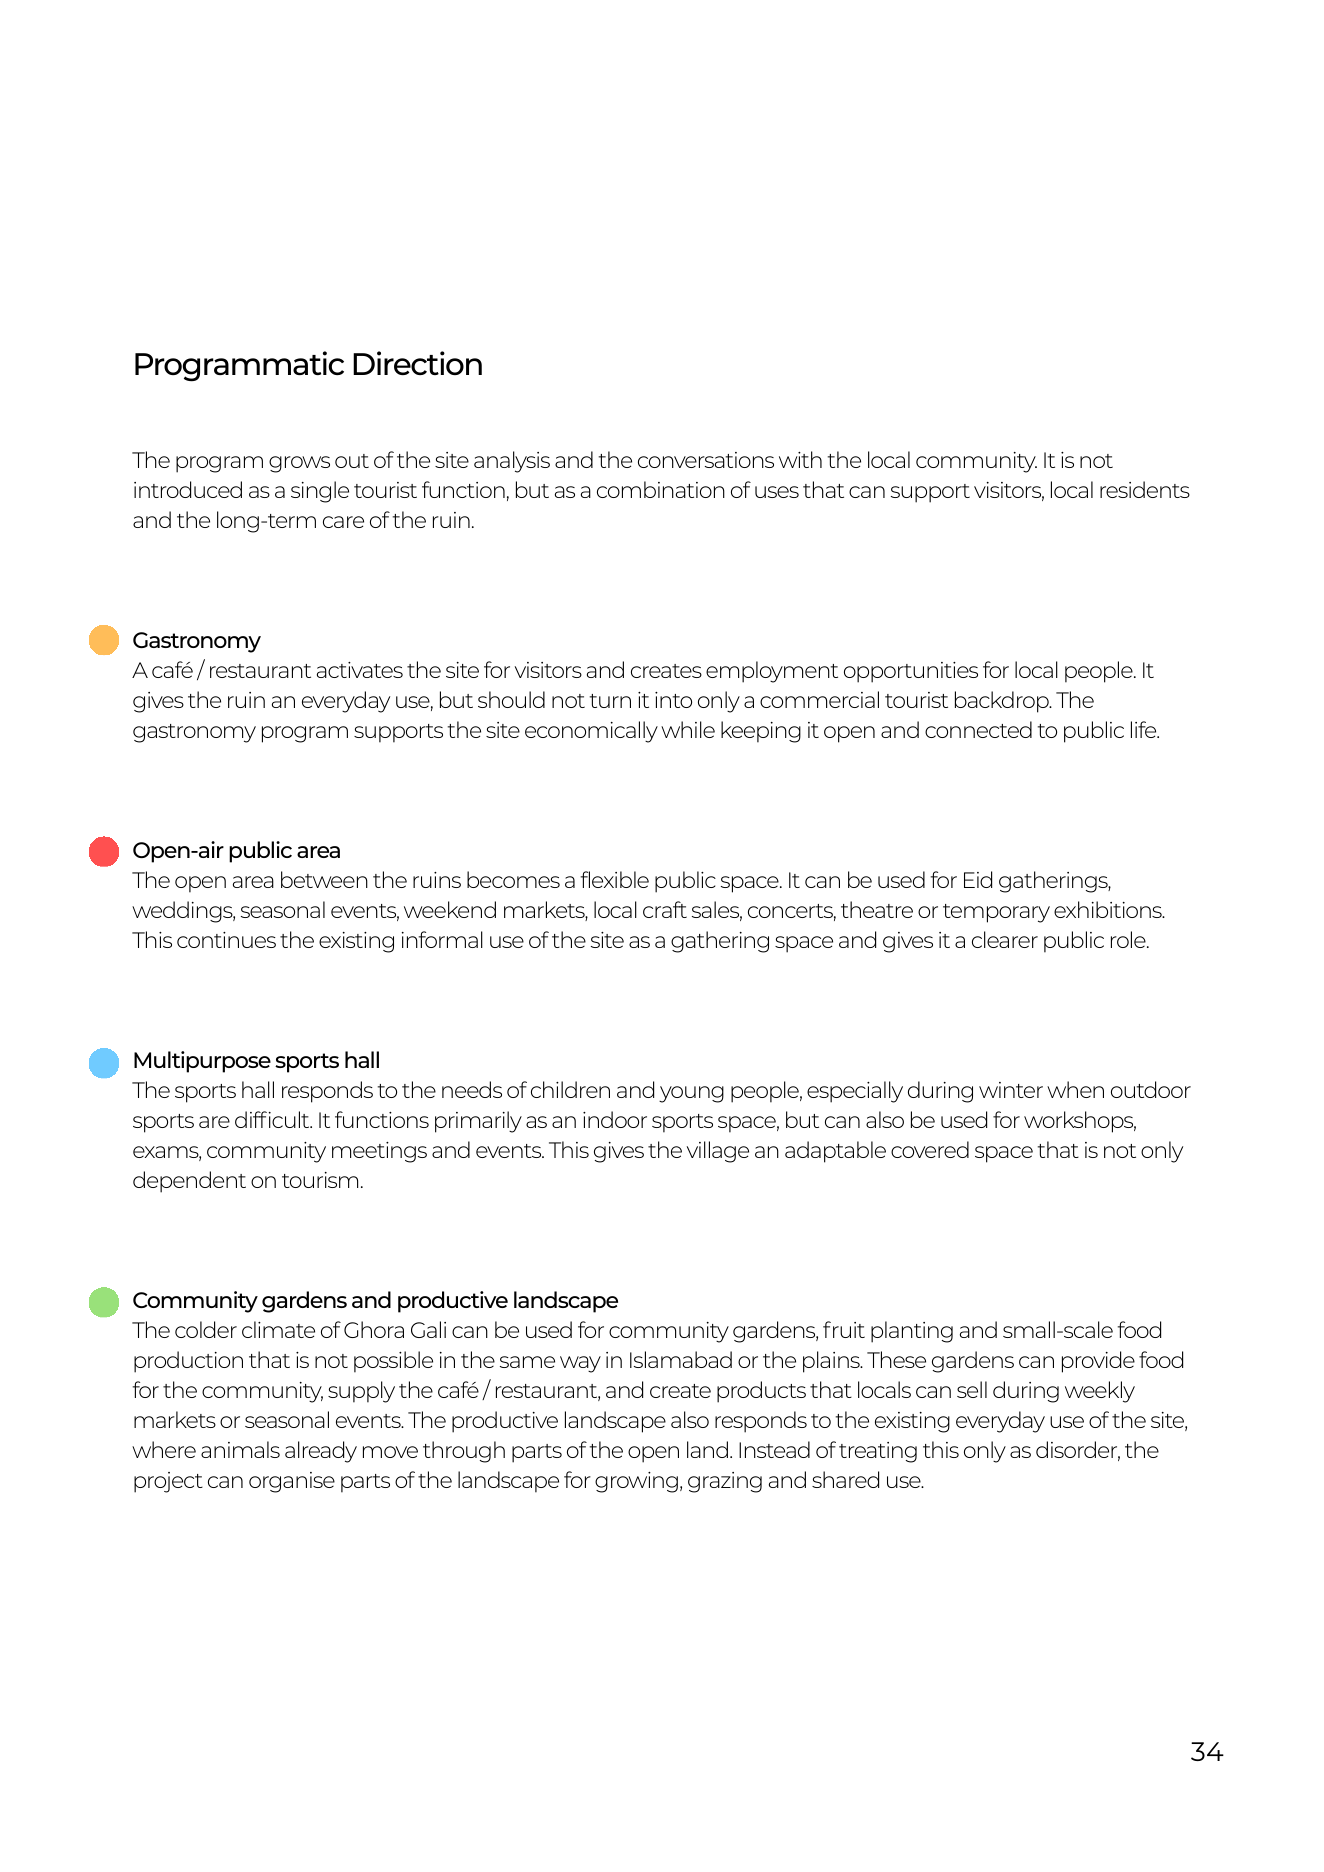 Programmatic Direction
The program grows out of the site analysis and the conversations with the local community. It is not
introduced as a single tourist function, but as a combination of uses that can support visitors, local residents
and the long-term care of the ruin.
Gastronomy
A café / restaurant activates the site for visitors and creates employment opportunities for local people. It
gives the ruin an everyday use, but should not turn it into only a commercial tourist backdrop. The
gastronomy program supports the site economically while keeping it open and connected to public life.
Open-air public area
The open area between the ruins becomes a flexible public space. It can be used for Eid gatherings,
weddings, seasonal events, weekend markets, local craft sales, concerts, theatre or temporary exhibitions.
This continues the existing informal use of the site as a gathering space and gives it a clearer public role.
Multipurpose sports hall
The sports hall responds to the needs of children and young people, especially during winter when outdoor
sports are difficult. It functions primarily as an indoor sports space, but can also be used for workshops,
exams, community meetings and events. This gives the village an adaptable covered space that is not only
dependent on tourism.
Community gardens and productive landscape
The colder climate of Ghora Gali can be used for community gardens, fruit planting and small-scale food
production that is not possible in the same way in Islamabad or the plains. These gardens can provide food
for the community, supply the café / restaurant, and create products that locals can sell during weekly
markets or seasonal events. The productive landscape also responds to the existing everyday use of the site,
where animals already move through parts of the open land. Instead of treating this only as disorder, the
project can organise parts of the landscape for growing, grazing and shared use.
34